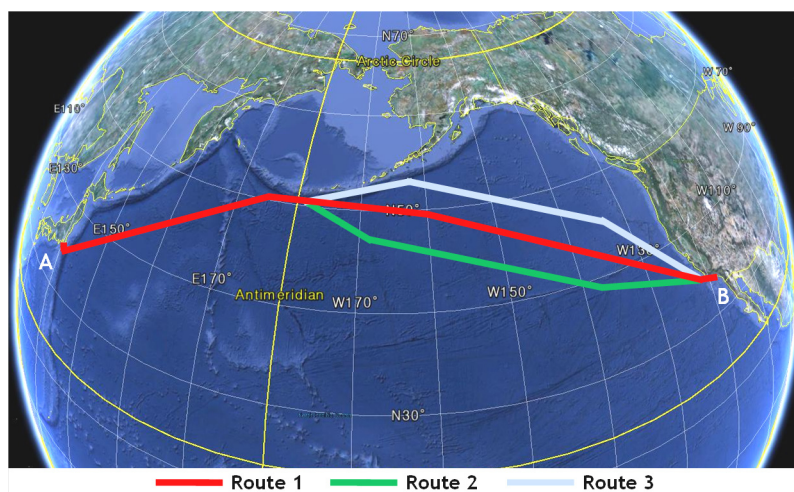 N70°
Arctic Circle
W 70°
E110°
W 90°
E130°
W110°
N50°
E150°
W130°
A
E170°
W150°
B
Antimeridian
W170°
N30°
Route 1 Route 2 Route 3